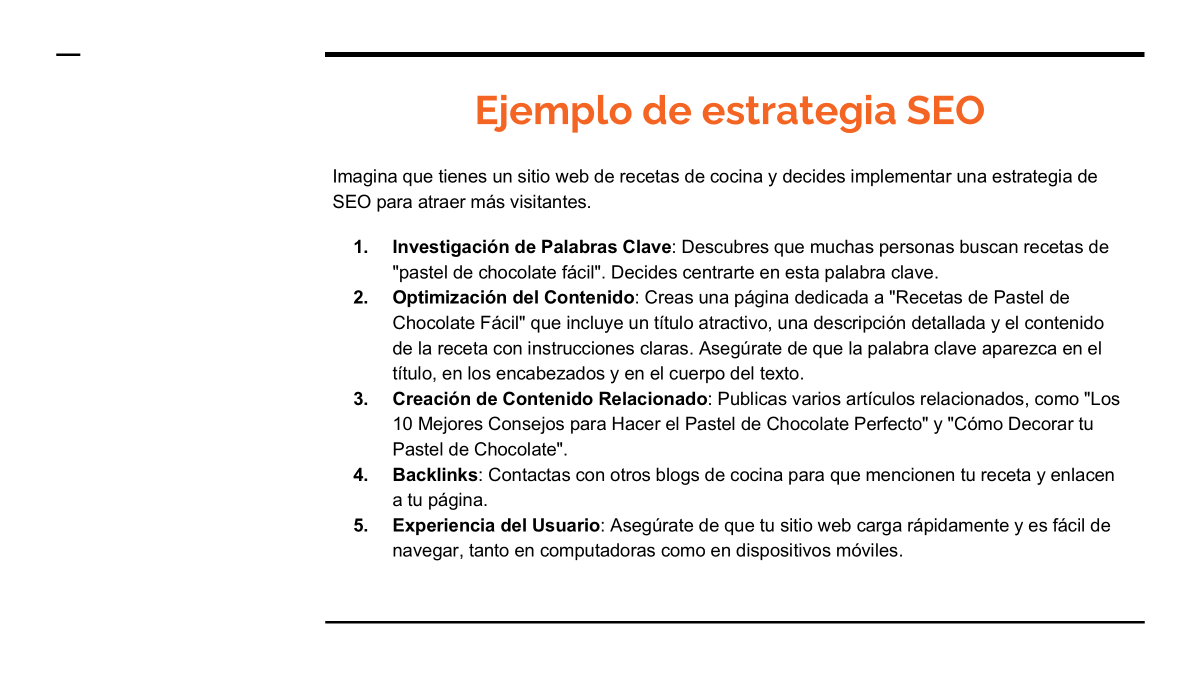 Ejemplo de estrategia SEO
Imagina que tienes un sitio web de recetas de cocina y decides implementar una estrategia de
SEO para atraer más visitantes.
1. Investigación de Palabras Clave: Descubres que muchas personas buscan recetas de
"pastel de chocolate fácil". Decides centrarte en esta palabra clave.
2. Optimización del Contenido: Creas una página dedicada a "Recetas de Pastel de
Chocolate Fácil" que incluye un título atractivo, una descripción detallada y el contenido
de la receta con instrucciones claras. Asegúrate de que la palabra clave aparezca en el
título, en los encabezados y en el cuerpo del texto.
3. Creación de Contenido Relacionado: Publicas varios artículos relacionados, como "Los
10 Mejores Consejos para Hacer el Pastel de Chocolate Perfecto" y "Cómo Decorar tu
Pastel de Chocolate".
4. Backlinks: Contactas con otros blogs de cocina para que mencionen tu receta y enlacen
a tu página.
5. Experiencia del Usuario: Asegúrate de que tu sitio web carga rápidamente y es fácil de
navegar, tanto en computadoras como en dispositivos móviles.